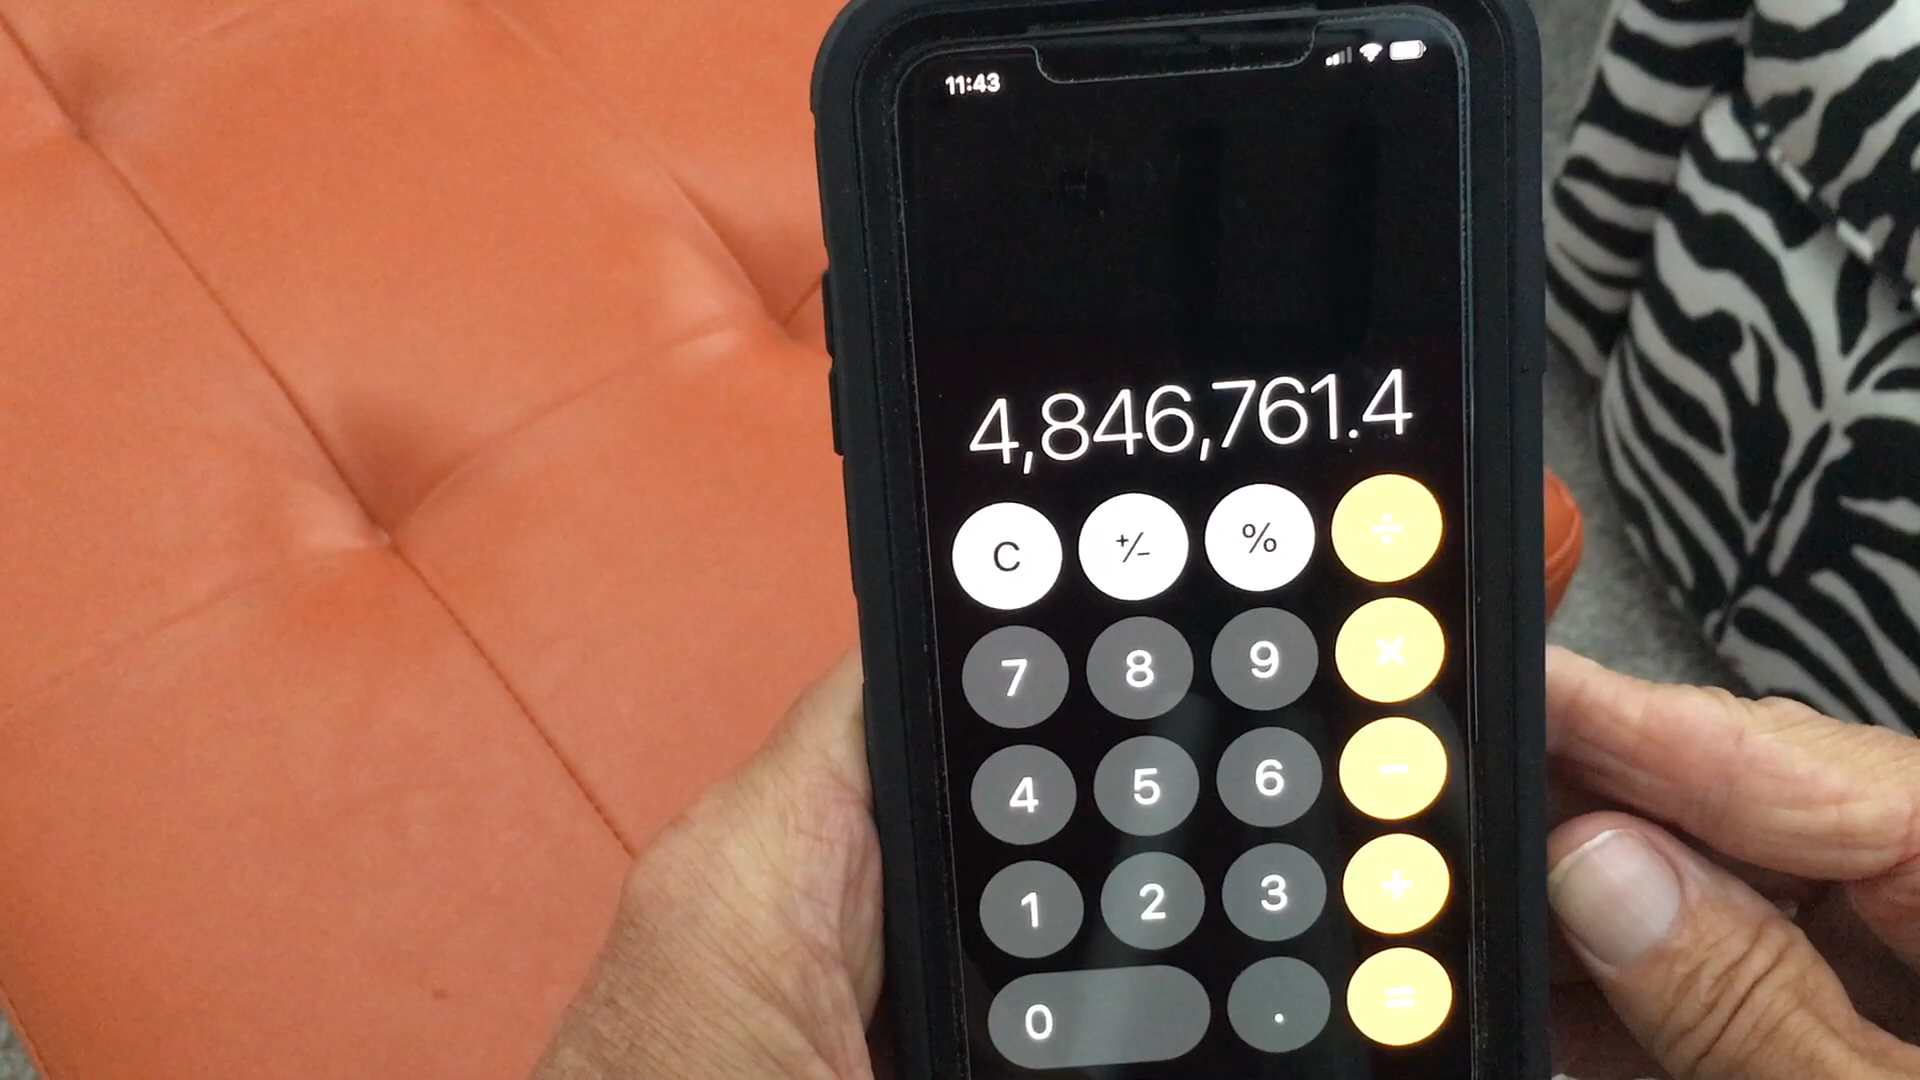 11:43
4,846,761.4
C +/- % ÷
7 8 9 ×
4 5 6 −
1 2 3 +
0 . =